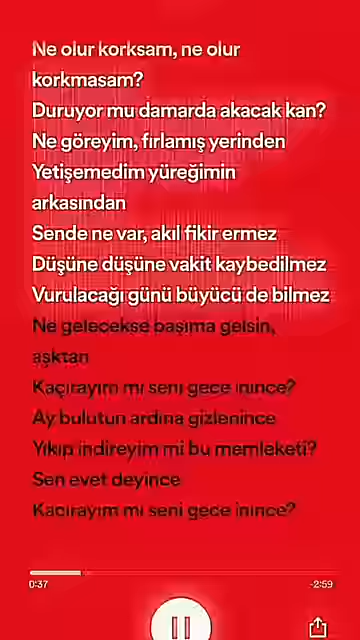 Ne olur korksam, ne olur
korkmasam?
Duruyor mu damarda akacak kan?
Ne göreyim, fırlamış yerinden
Yetişemedim yüreğimin
arkasından
Sende ne var, akıl fikir ermez
Düşüne düşüne vakit kaybedilmez
Vurulacağı günü büyücü de bilmez
Ne gelecekse başıma gelsin,
aşktan
Kaçırayım mı seni gece inince?
Ay bulutun ardına gizlenince
Yıkıp indireyim mi bu memleketi?
Sen evet deyince
Kaçırayım mı seni gece inince?
0:37
-2:59